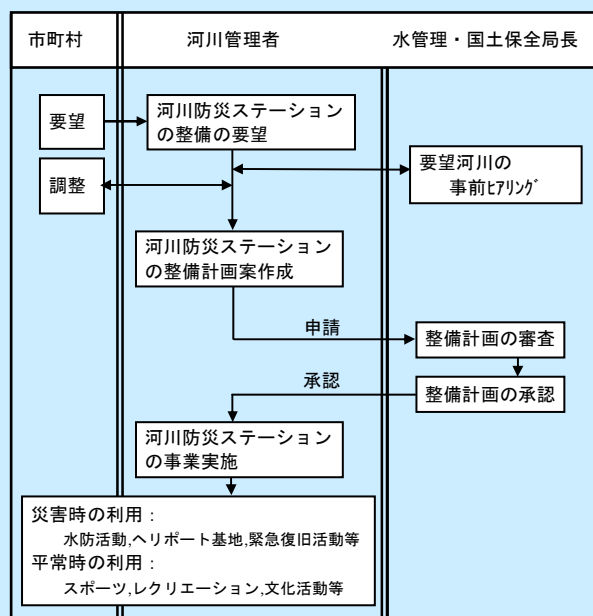 市町村
河川管理者
水管理・国土保全局長
要望
河川防災ステーション
の整備の要望
調整
要望河川の
事前ﾋｱﾘﾝｸﾞ
河川防災ステーション
の整備計画案作成
申請
整備計画の審査
承認
整備計画の承認
河川防災ステーション
の事業実施
災害時の利用：
水防活動,ヘリポート基地,緊急復旧活動等
平常時の利用：
スポーツ,レクリエーション,文化活動等